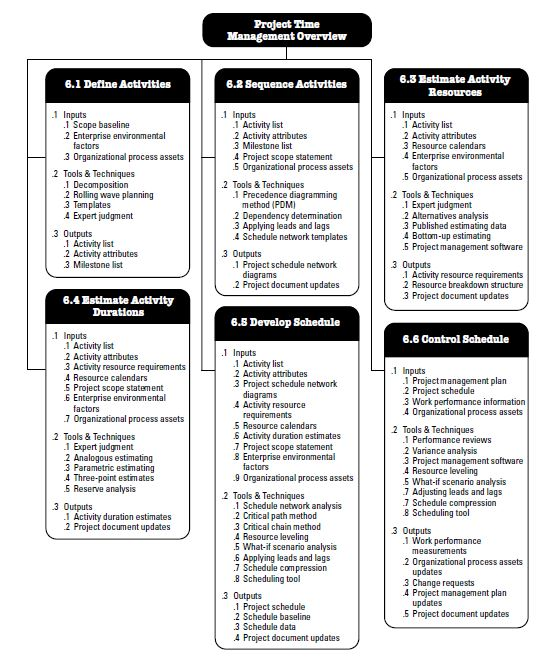 Project Time
Management Overview
6.1 Define Activities
.1 Inputs
.1 Scope baseline
.2 Enterprise environmental
factors
.3 Organizational process assets
.2 Tools & Techniques
.1 Decomposition
.2 Rolling wave planning
.3 Templates
.4 Expert judgment
.3 Outputs
.1 Activity list
.2 Activity attributes
.3 Milestone list
6.2 Sequence Activities
.1 Inputs
.1 Activity list
.2 Activity attributes
.3 Milestone list
.4 Project scope statement
.5 Organizational process assets
.2 Tools & Techniques
.1 Precedence diagramming
method (PDM)
.2 Dependency determination
.3 Applying leads and lags
.4 Schedule network templates
.3 Outputs
.1 Project schedule network
diagrams
.2 Project document updates
6.3 Estimate Activity
Resources
.1 Inputs
.1 Activity list
.2 Activity attributes
.3 Resource calendars
.4 Enterprise environmental
factors
.5 Organizational process assets
.2 Tools & Techniques
.1 Expert judgment
.2 Alternatives analysis
.3 Published estimating data
.4 Bottom-up estimating
.5 Project management software
.3 Outputs
.1 Activity resource requirements
.2 Resource breakdown structure
.3 Project document updates
6.4 Estimate Activity
Durations
.1 Inputs
.1 Activity list
.2 Activity attributes
.3 Activity resource requirements
.4 Resource calendars
.5 Project scope statement
.6 Enterprise environmental
factors
.7 Organizational process assets
.2 Tools & Techniques
.1 Expert judgment
.2 Analogous estimating
.3 Parametric estimating
.4 Three-point estimates
.5 Reserve analysis
.3 Outputs
.1 Activity duration estimates
.2 Project document updates
6.5 Develop Schedule
.1 Inputs
.1 Activity list
.2 Activity attributes
.3 Project schedule network
diagrams
.4 Activity resource
requirements
.5 Resource calendars
.6 Activity duration estimates
.7 Project scope statement
.8 Enterprise environmental
factors
.9 Organizational process assets
.2 Tools & Techniques
.1 Schedule network analysis
.2 Critical path method
.3 Critical chain method
.4 Resource leveling
.5 What-if scenario analysis
.6 Applying leads and lags
.7 Schedule compression
.8 Scheduling tool
.3 Outputs
.1 Project schedule
.2 Schedule baseline
.3 Schedule data
.4 Project document updates
6.6 Control Schedule
.1 Inputs
.1 Project management plan
.2 Project schedule
.3 Work performance information
.4 Organizational process assets
.2 Tools & Techniques
.1 Performance reviews
.2 Variance analysis
.3 Project management software
.4 Resource leveling
.5 What-if scenario analysis
.7 Adjusting leads and lags
.7 Schedule compression
.8 Scheduling tool
.3 Outputs
.1 Work performance
measurements
.2 Organizational process assets
updates
.3 Change requests
.4 Project management plan
updates
.5 Project document updates